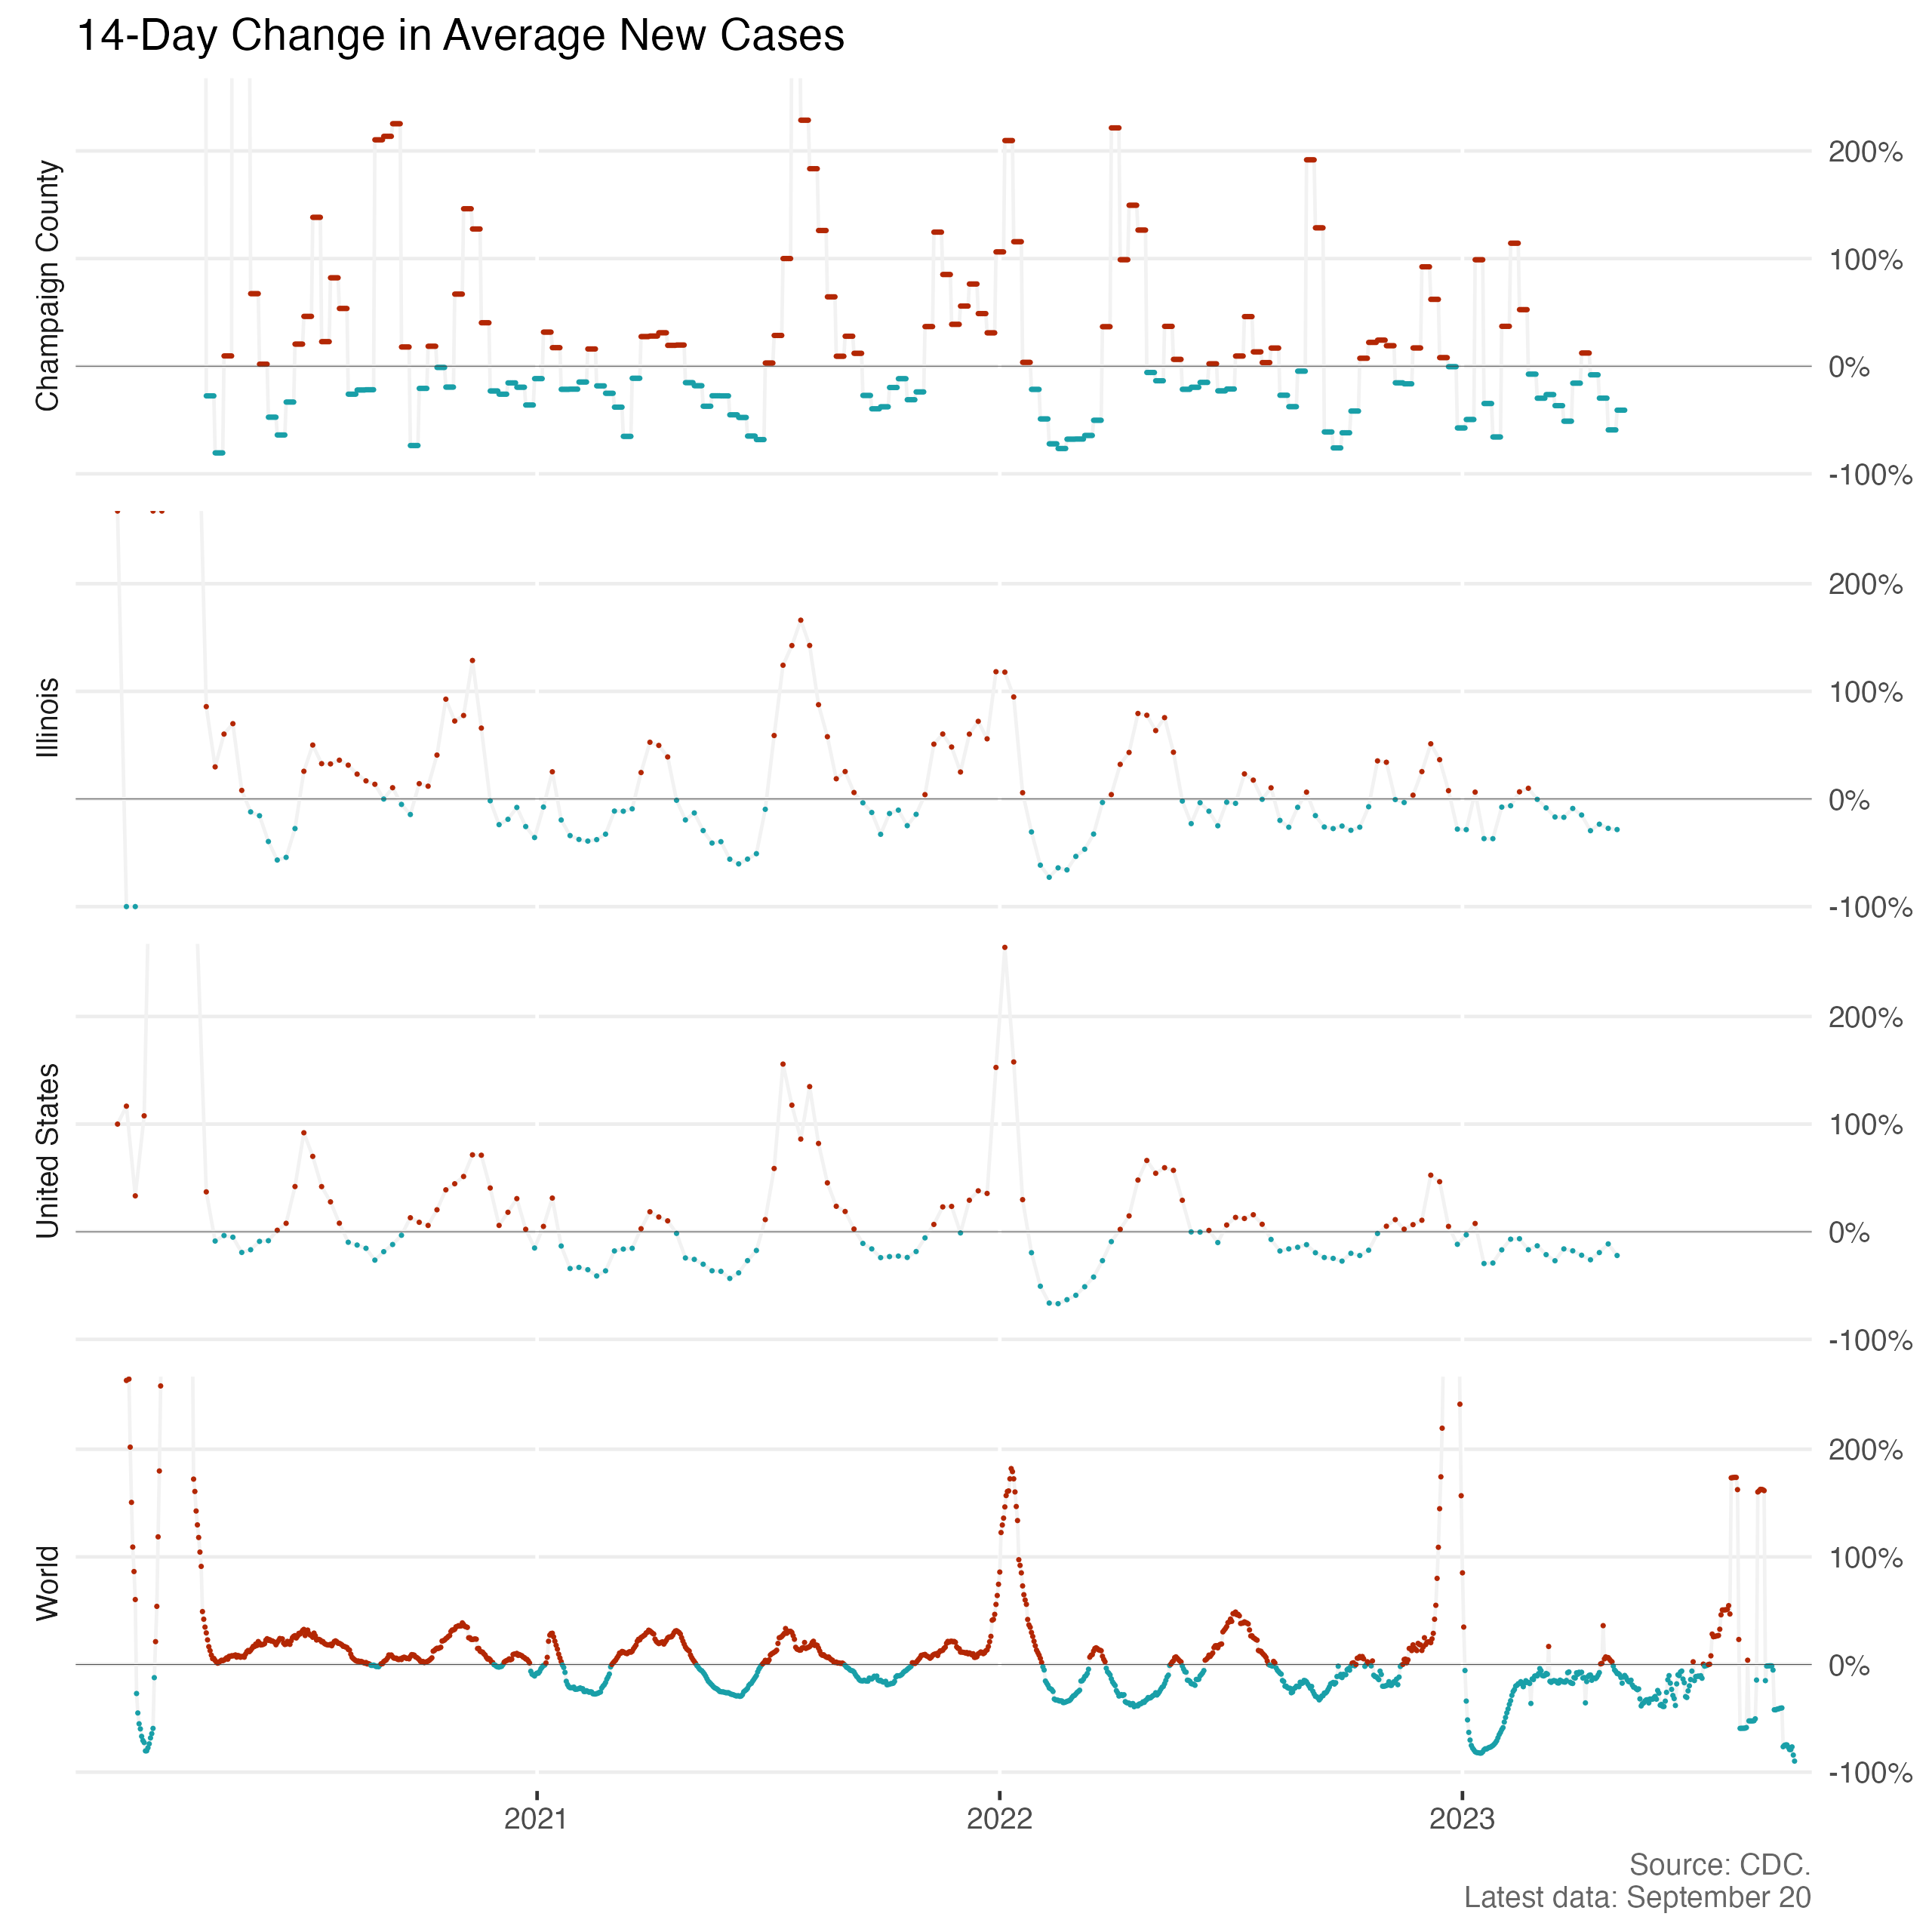 14-Day Change in Average New Cases
Champaign County
200%
100%
0%
-100%
Illinois
200%
100%
0%
-100%
United States
200%
100%
0%
-100%
World
200%
100%
0%
-100%
2021
2022
2023
Source: CDC.
Latest data: September 20